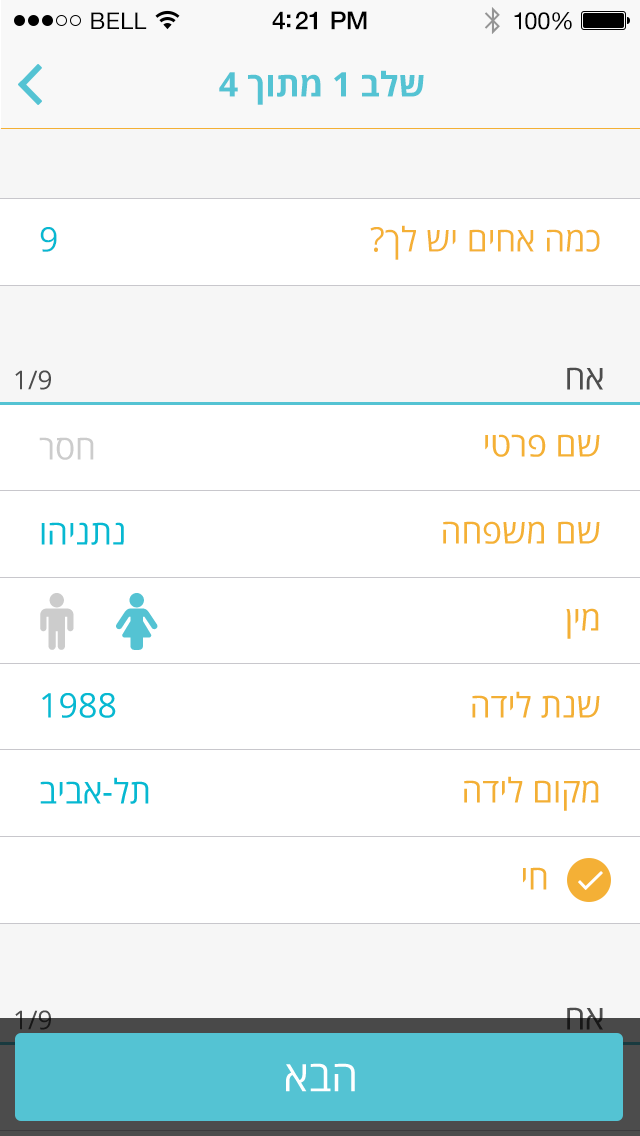 BELL 4:21 PM 100%
שלב 1 מתוך 4
כמה אחים יש לך? 9
אח 1/9
שם פרטי חסר
שם משפחה נתניהו
מין
שנת לידה 1988
מקום לידה תל-אביב
חי
אח 1/9
הבא